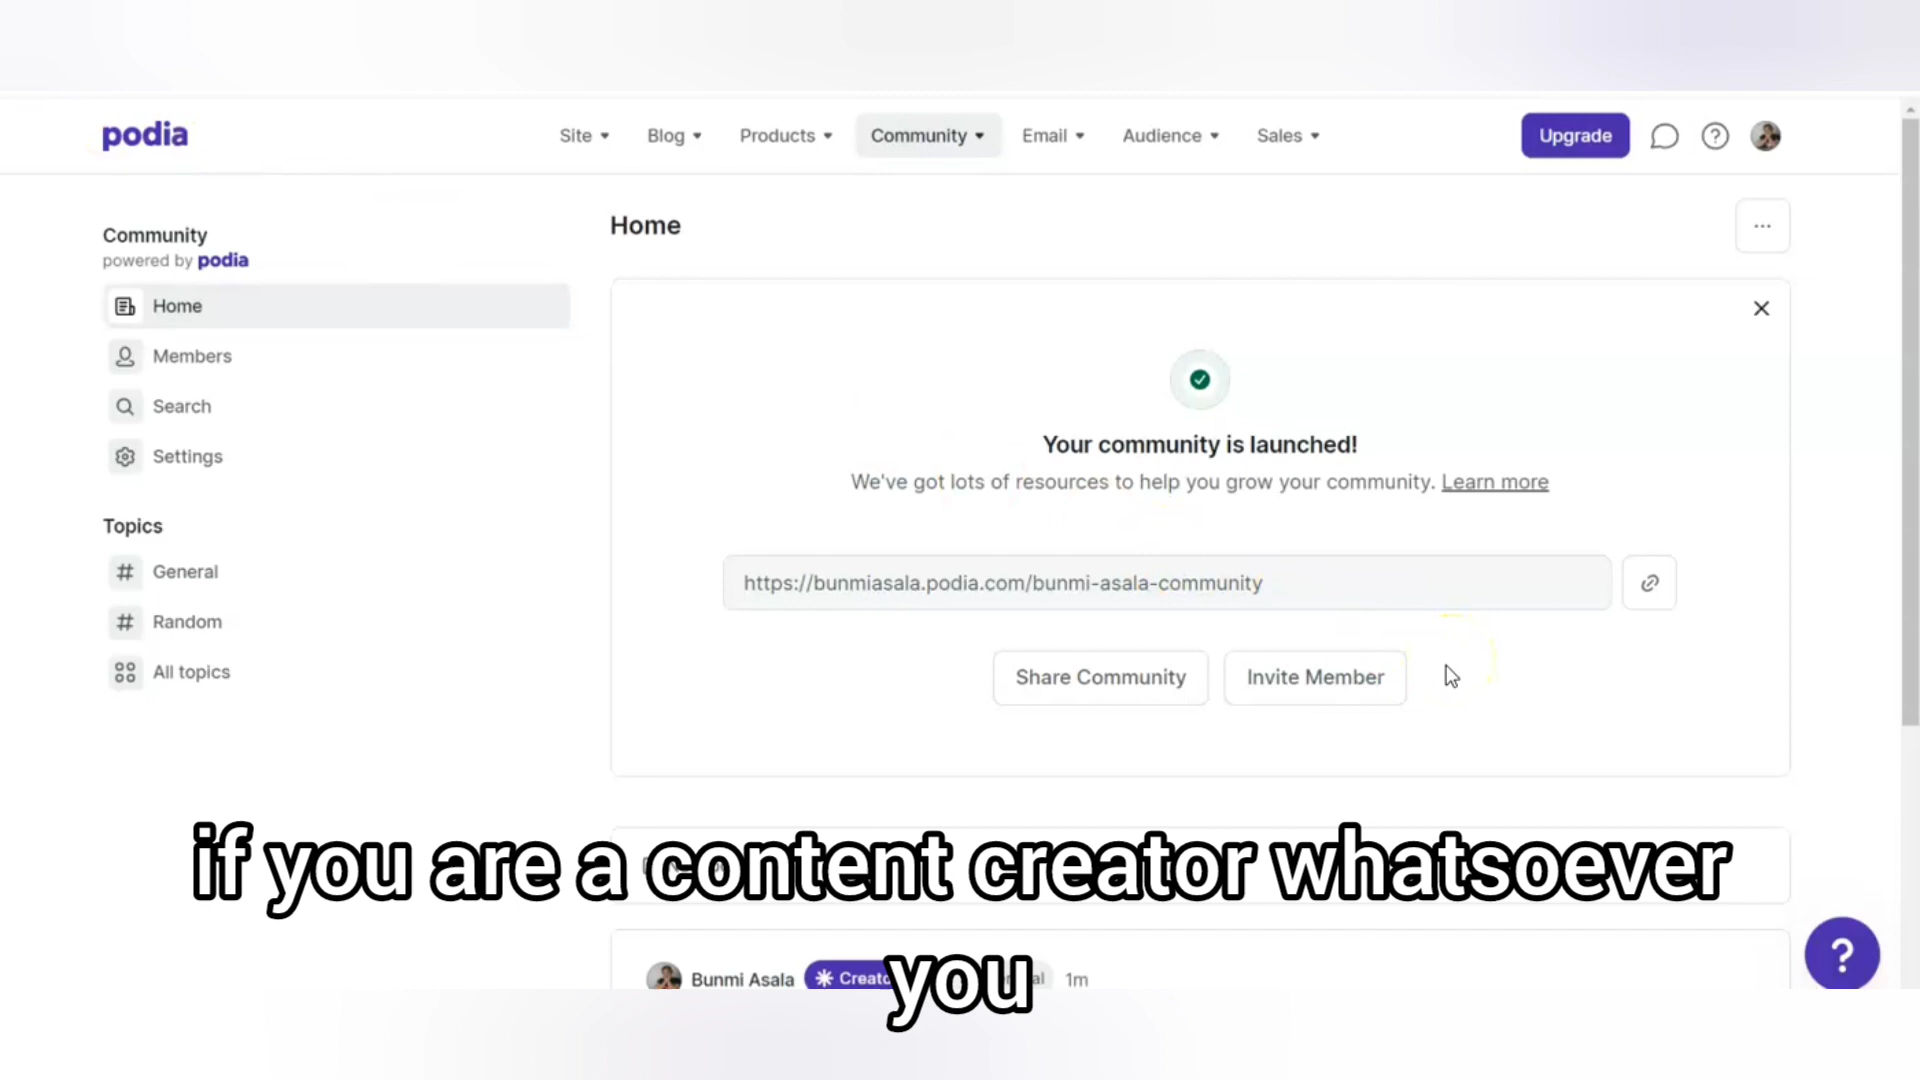 podia
Site
Blog
Products
Community
Email
Audience
Sales
Upgrade
Community
powered by podia
Home
Members
Search
Settings
Topics
# General
# Random
All topics
Home
...
Your community is launched!
We've got lots of resources to help you grow your community. Learn more
https://bunmiasala.podia.com/bunmi-asala-community
Share Community
Invite Member
if you are a content creator whatsoever
you
Bunmi Asala
1m
?